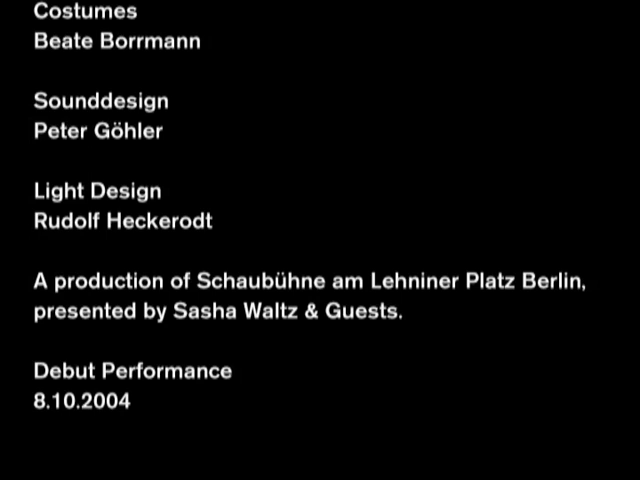 Costumes
Beate Borrmann
Sounddesign
Peter Göhler
Light Design
Rudolf Heckerodt
A production of Schaubühne am Lehniner Platz Berlin,
presented by Sasha Waltz & Guests.
Debut Performance
8.10.2004